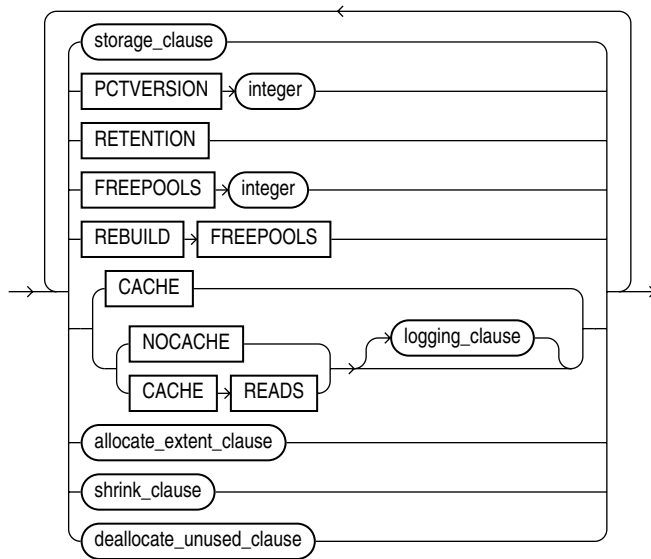 storage_clause
PCTVERSION integer
RETENTION
FREEPOOLS integer
REBUILD FREEPOOLS
CACHE
NOCACHE logging_clause
CACHE READS
allocate_extent_clause
shrink_clause
deallocate_unused_clause